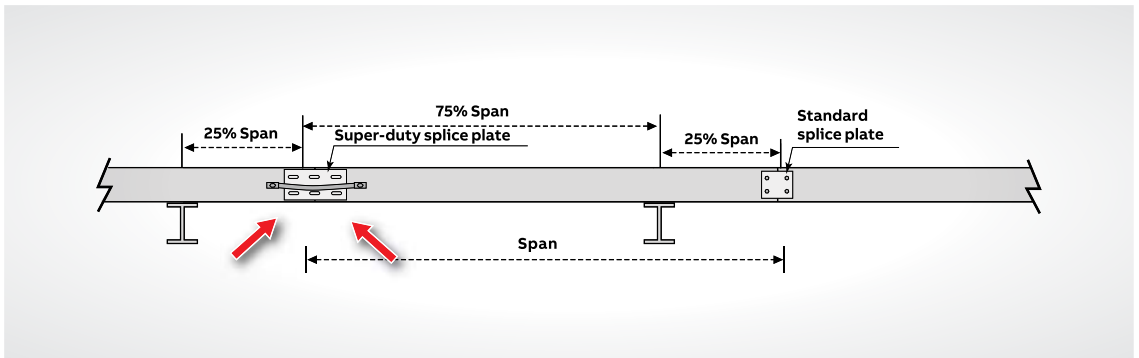 75% Span
25% Span
Super-duty splice plate
25% Span
Standard
splice plate
Span